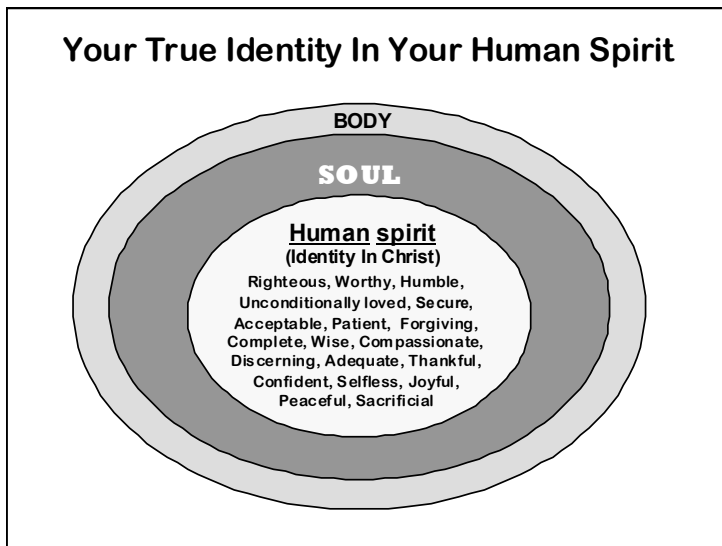 Your True Identity In Your Human Spirit
BODY
SOUL
Human spirit
(Identity In Christ)
Righteous, Worthy, Humble,
Unconditionally loved, Secure,
Acceptable, Patient, Forgiving,
Complete, Wise, Compassionate,
Discerning, Adequate, Thankful,
Confident, Selfless, Joyful,
Peaceful, Sacrificial